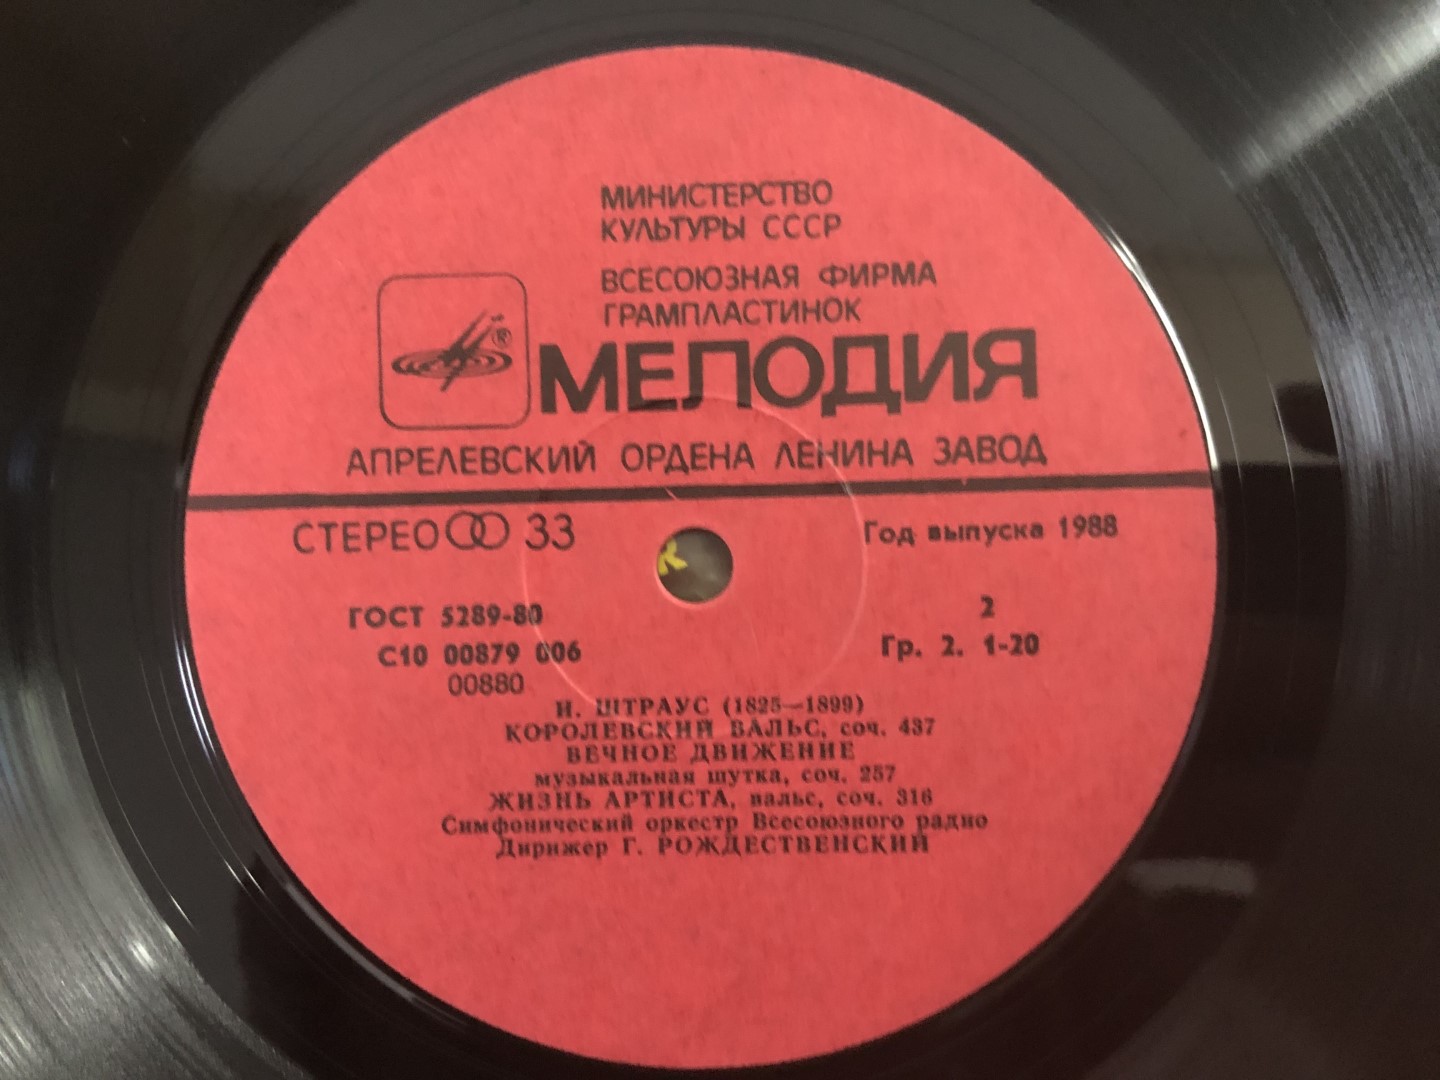 МИНИСТЕРСТВО
КУЛЬТУРЫ СССР
ВСЕСОЮЗНАЯ ФИРМА
ГРАМПЛАСТИНОК
®
МЕЛОДИЯ
АПРЕЛЕВСКИЙ ОРДЕНА ЛЕНИНА ЗАВОД
СТЕРЕО 33
Год выпуска 1988
ГОСТ 5289-80
2
С10 00879 006
Гр. 2. 1-20
00880
И. ШТРАУС (1825—1899)
КОРОЛЕВСКИЙ ВАЛЬС, соч. 437
ВЕЧНОЕ ДВИЖЕНИЕ
музыкальная шутка, соч. 257
ЖИЗНЬ АРТИСТА, вальс, соч. 316
Симфонический оркестр Всесоюзного радио
Дирижер Г. РОЖДЕСТВЕНСКИЙ